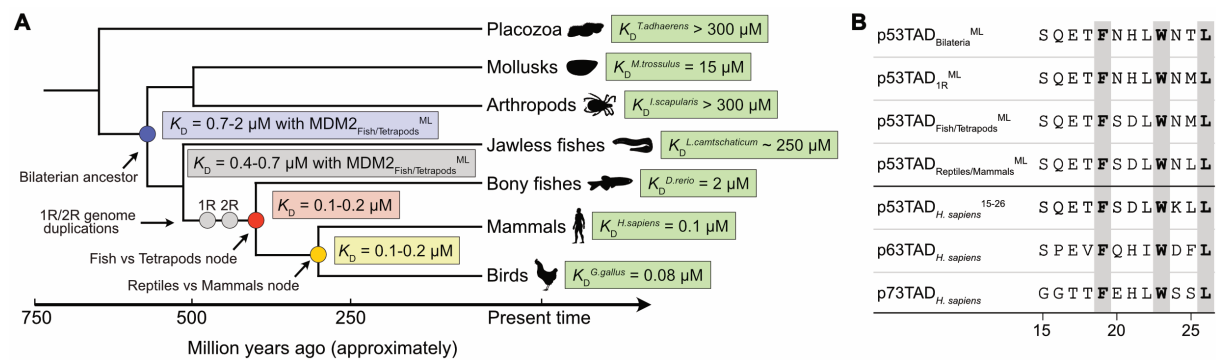 A
Placozoa K_D^T.adhaerens > 300 μM
Mollusks K_D^M.trossulus = 15 μM
Arthropods K_D^I.scapularis > 300 μM
K_D = 0.7-2 μM with MDM2_Fish/Tetrapods^ML
Jawless fishes K_D^L.camtschaticum ~ 250 μM
K_D = 0.4-0.7 μM with MDM2_Fish/Tetrapods^ML
Bilaterian ancestor
Bony fishes K_D^D.rerio = 2 μM
1R 2R
K_D = 0.1-0.2 μM
1R/2R genome
duplications
Mammals K_D^H.sapiens = 0.1 μM
K_D = 0.1-0.2 μM
Fish vs Tetrapods node
Birds K_D^G.gallus = 0.08 μM
Reptiles vs Mammals node
750 500 250 Present time
Million years ago (approximately)
B
p53TAD_Bilateria^ML S Q E T F N H L W N T L
p53TAD_1R^ML S Q E T F N H L W N M L
p53TAD_Fish/Tetrapods^ML S Q E T F S D L W N M L
p53TAD_Reptiles/Mammals^ML S Q E T F S D L W N L L
p53TAD_H. sapiens^15-26 S Q E T F S D L W K L L
p63TAD_H. sapiens S P E V F Q H I W D F L
p73TAD_H. sapiens G G T T F E H L W S S L
15 20 25